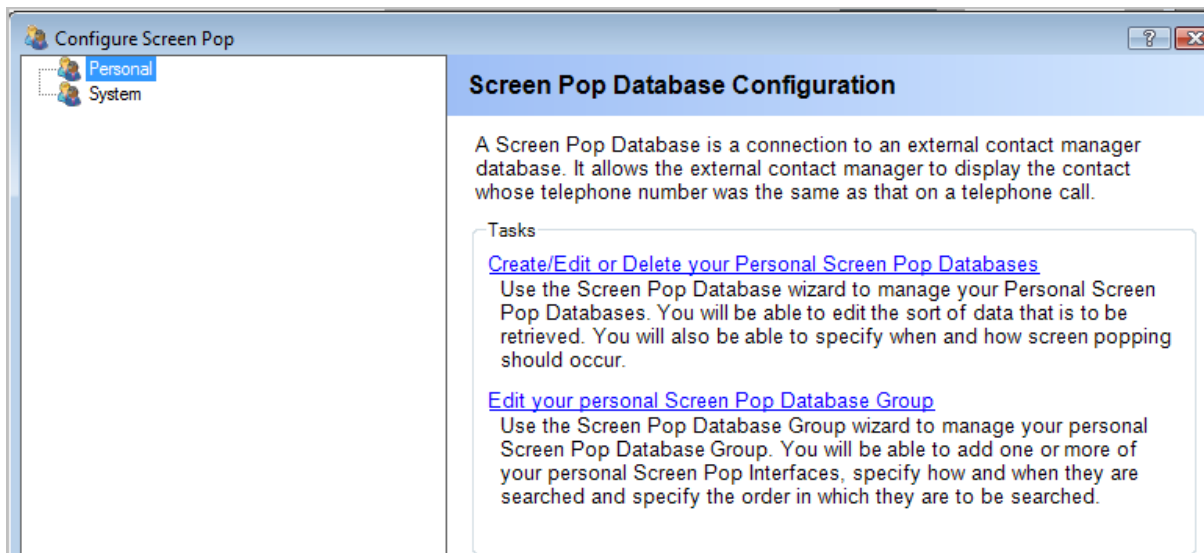 Configure Screen Pop
?
Personal
System
Screen Pop Database Configuration
A Screen Pop Database is a connection to an external contact manager
database. It allows the external contact manager to display the contact
whose telephone number was the same as that on a telephone call.
Tasks
Create/Edit or Delete your Personal Screen Pop Databases
Use the Screen Pop Database wizard to manage your Personal Screen
Pop Databases. You will be able to edit the sort of data that is to be
retrieved. You will also be able to specify when and how screen popping
should occur.
Edit your personal Screen Pop Database Group
Use the Screen Pop Database Group wizard to manage your personal
Screen Pop Database Group. You will be able to add one or more of
your personal Screen Pop Interfaces, specify how and when they are
searched and specify the order in which they are to be searched.